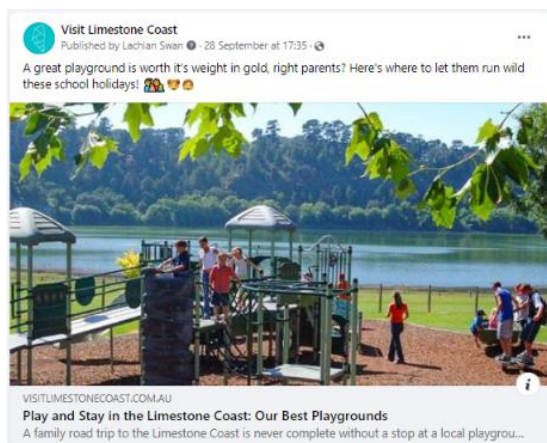 Visit Limestone Coast
Published by Lachlan Swan · 28 September at 17:35 ·
A great playground is worth it's weight in gold, right parents? Here's where to let them run wild
these school holidays!
VISITLIMESTONECOAST.COM.AU
Play and Stay in the Limestone Coast: Our Best Playgrounds
A family road trip to the Limestone Coast is never complete without a stop at a local playgrou...